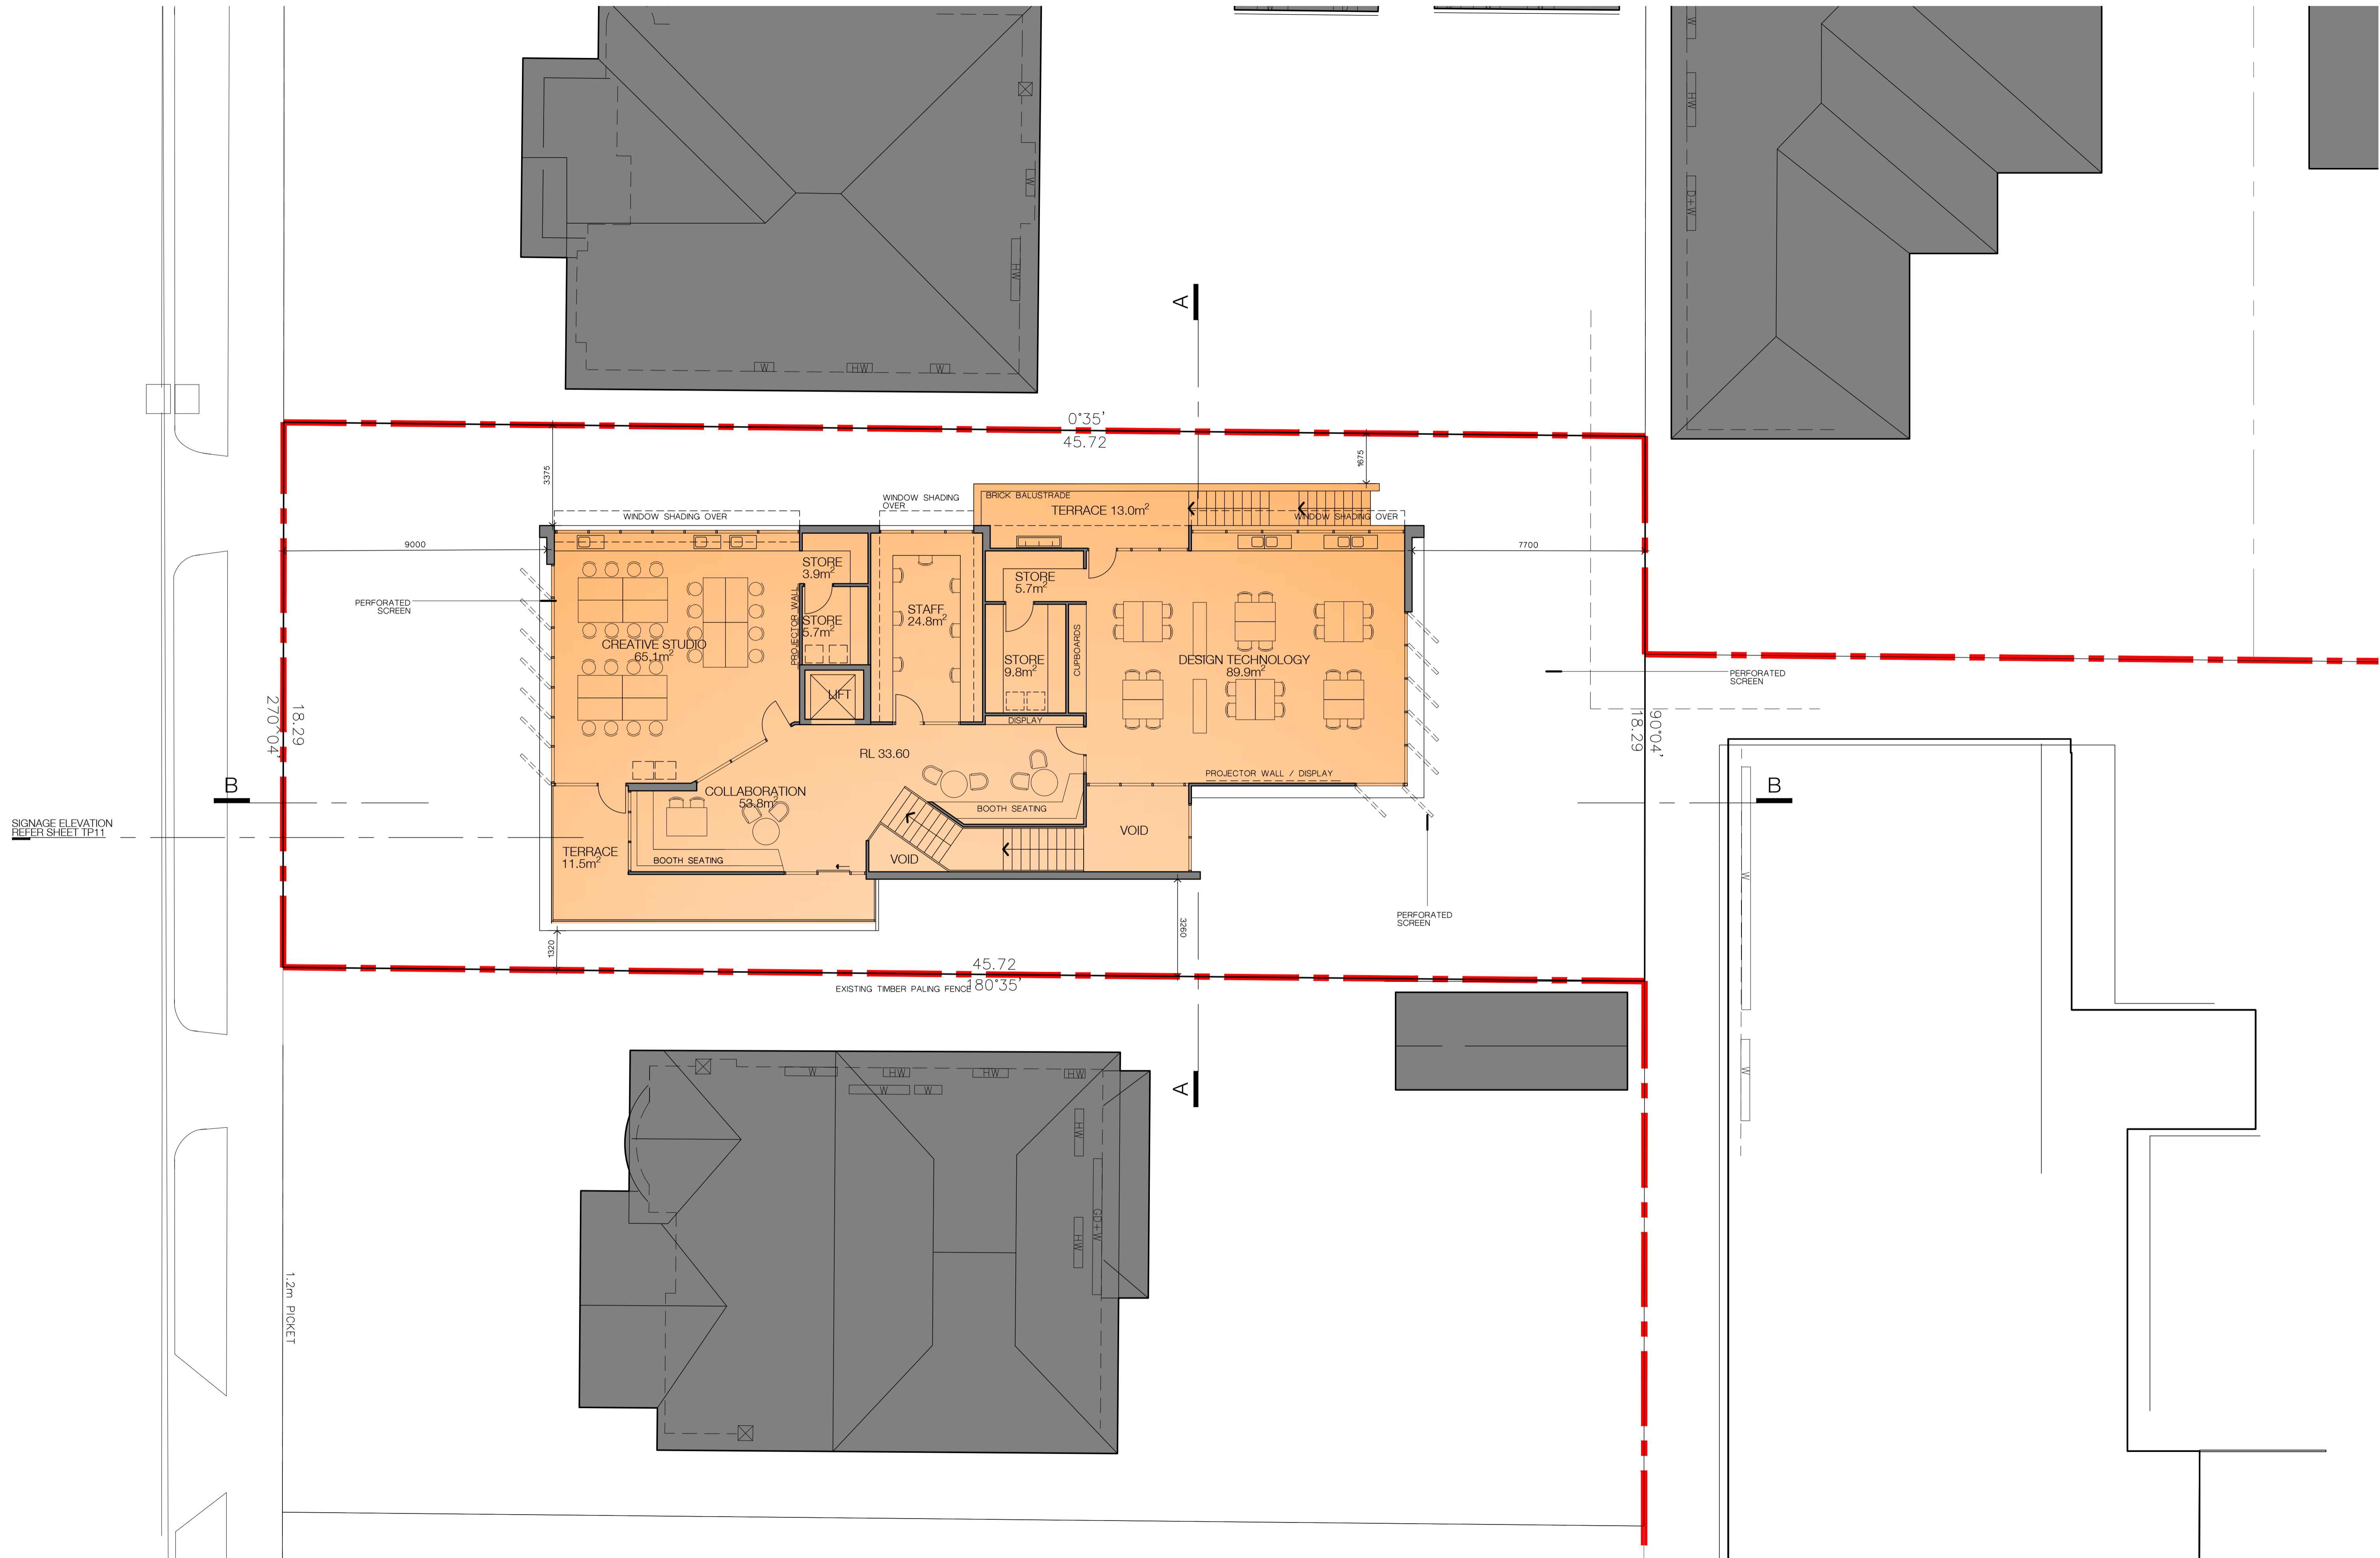 W
HW
D+W
W
HW
W
HW
W
A
0°35'
45.72
3375
1675
WINDOW SHADING OVER
WINDOW SHADING
OVER
BRICK BALUSTRADE
TERRACE 13.0m²
WINDOW SHADING OVER
9000
7700
PERFORATED
SCREEN
STORE
3.9m²
STORE
5.7m²
PROJECTOR WALL
STAFF
24.8m²
STORE
5.7m²
STORE
9.8m²
CUPBOARDS
CREATIVE STUDIO
65.1m²
DESIGN TECHNOLOGY
89.9m²
PERFORATED
SCREEN
LIFT
DISPLAY
18.29
270°04'
90°04'
18.29
RL 33.60
PROJECTOR WALL / DISPLAY
B
B
COLLABORATION
53.8m²
BOOTH SEATING
SIGNAGE ELEVATION
REFER SHEET TP11
VOID
TERRACE
11.5m²
BOOTH SEATING
VOID
PERFORATED
SCREEN
1320
3260
45.72
180°35'
EXISTING TIMBER PALING FENCE
W
HW
HW
HW
W
W
A
HW
HW
GD+W
W
W
1.2m PICKET